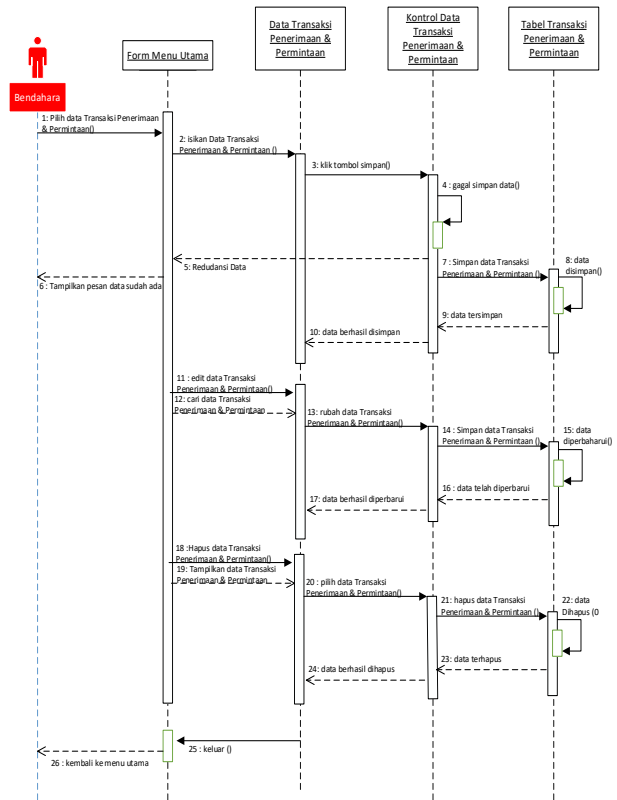 Data Transaksi
Penerimaan &
Permintaan
Kontrol Data
Transaksi
Penerimaan &
Permintaan
Tabel Transaksi
Penerimaan &
Permintaan
Form Menu Utama
Bendahara
1: Pilih data Transaksi Penerimaan
& Permintaan()
2: isikan Data Transaksi
Penerimaan & Permintaan ()
3: klik tombol simpan()
4 : gagal simpan data()
5: Redudansi Data
6 : Tampilkan pesan data sudah ada
7 : Simpan data Transaksi
Penerimaan & Permintaan ()
8: data
disimpan()
9: data tersimpan
10: data berhasil disimpan
11 : edit data Transaksi
Penerimaan & Permintaan()
12: cari data Transaksi
Penerimaan & Permintaan
13: rubah data Transaksi
Penerimaan & Permintaan()
14 : Simpan data Transaksi
Penerimaan & Permintaan ()
15: data
diperbaharui()
16 : data telah diperbarui
17: data berhasil diperbarui
18 :Hapus data Transaksi
Penerimaan & Permintaan()
19: Tampilkan data Transaksi
Penerimaan & Permintaan
20 : pilih data Transaksi
Penerimaan & Permintaan()
21: hapus data Transaksi
Penerimaan & Permintaan ()
22: data
Dihapus (0
23: data terhapus
24: data berhasil dihapus
25 : keluar ()
26 : kembali ke menu utama